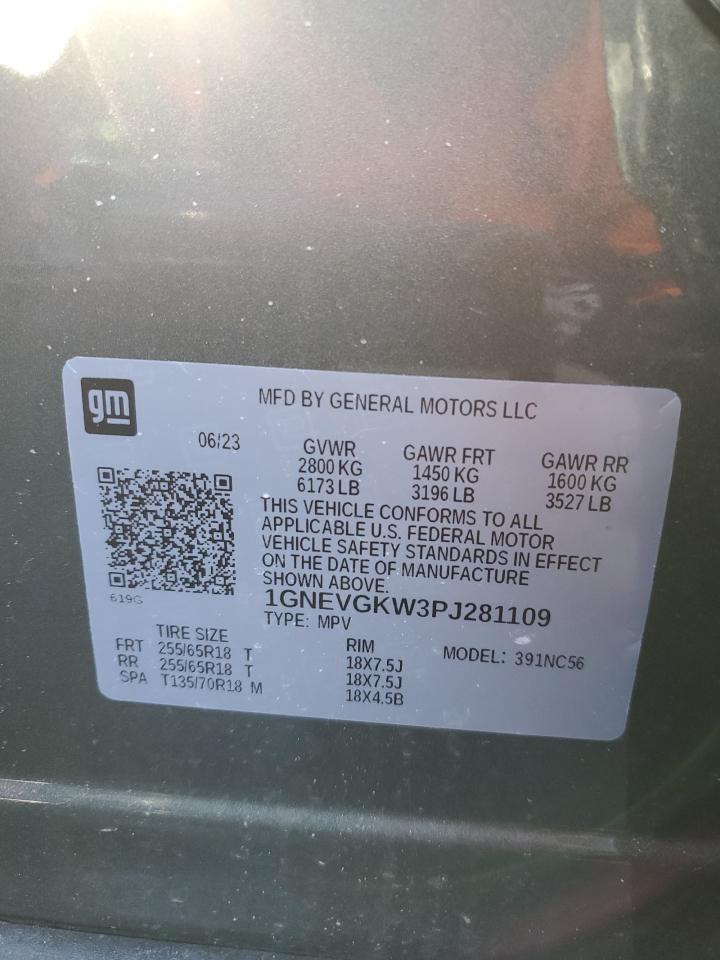 gm
MFD BY GENERAL MOTORS LLC
06/23
GVWR GAWR FRT GAWR RR
2800 KG 1450 KG 1600 KG
6173 LB 3196 LB 3527 LB
THIS VEHICLE CONFORMS TO ALL
APPLICABLE U.S. FEDERAL MOTOR
VEHICLE SAFETY STANDARDS IN EFFECT
ON THE DATE OF MANUFACTURE
SHOWN ABOVE.
619G
1GNEVGKW3PJ281109
TYPE: MPV
TIRE SIZE RIM MODEL: 391NC56
FRT 255/65R18 T 18X7.5J
RR 255/65R18 T 18X7.5J
SPA T135/70R18 M 18X4.5B